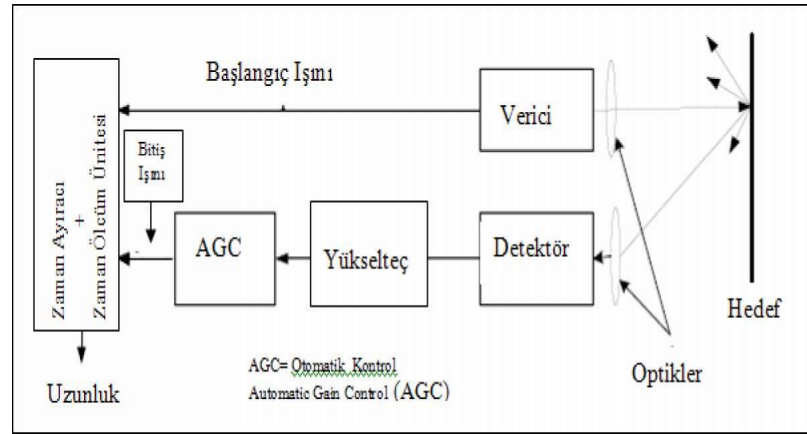 Başlangıç Işını
Verici
Zaman Ayıracı
+
Zaman Ölçüm Ünitesi
Bitiş
Işını
AGC
Yükselteç
Detektör
Hedef
Optikler
Uzunluk
AGC= Otomatik Kontrol
Automatic Gain Control (AGC)